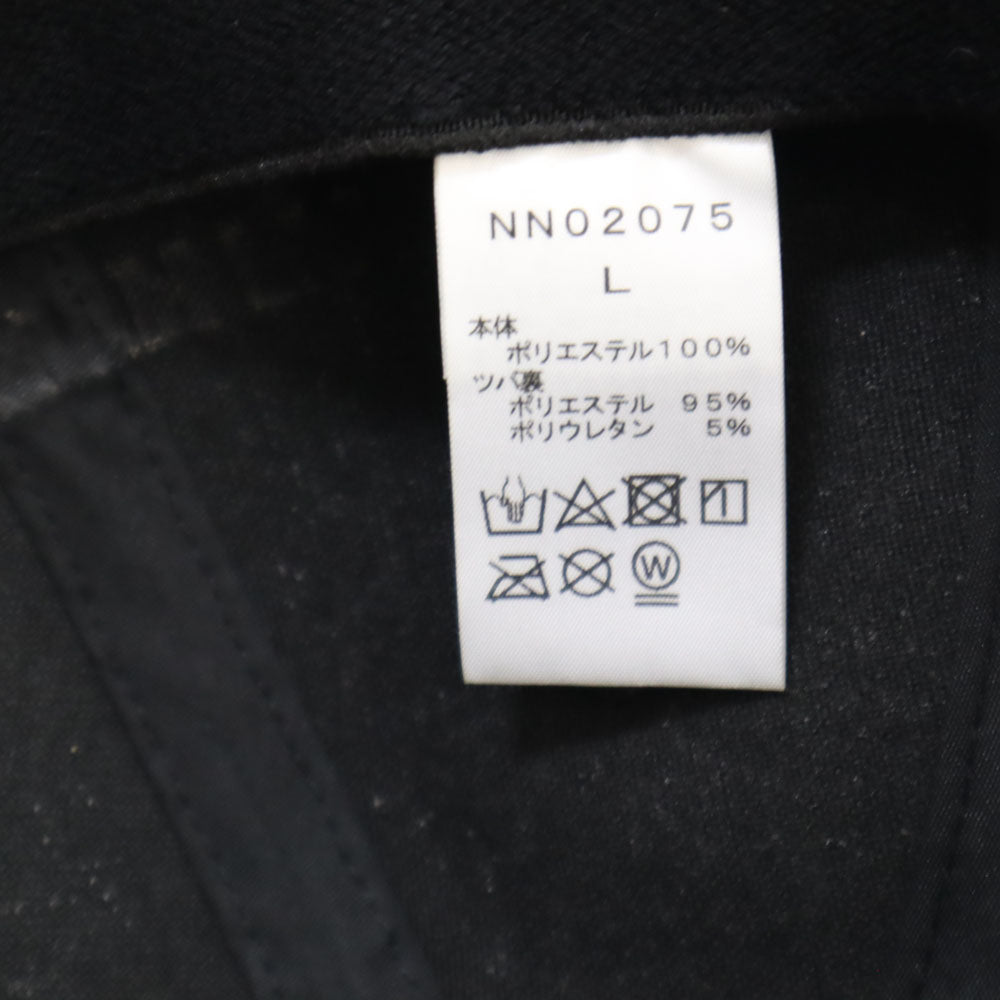 NN02075
L
本体
ポリエステル100%
ツバ裏
ポリエステル 95%
ポリウレタン 5%
W